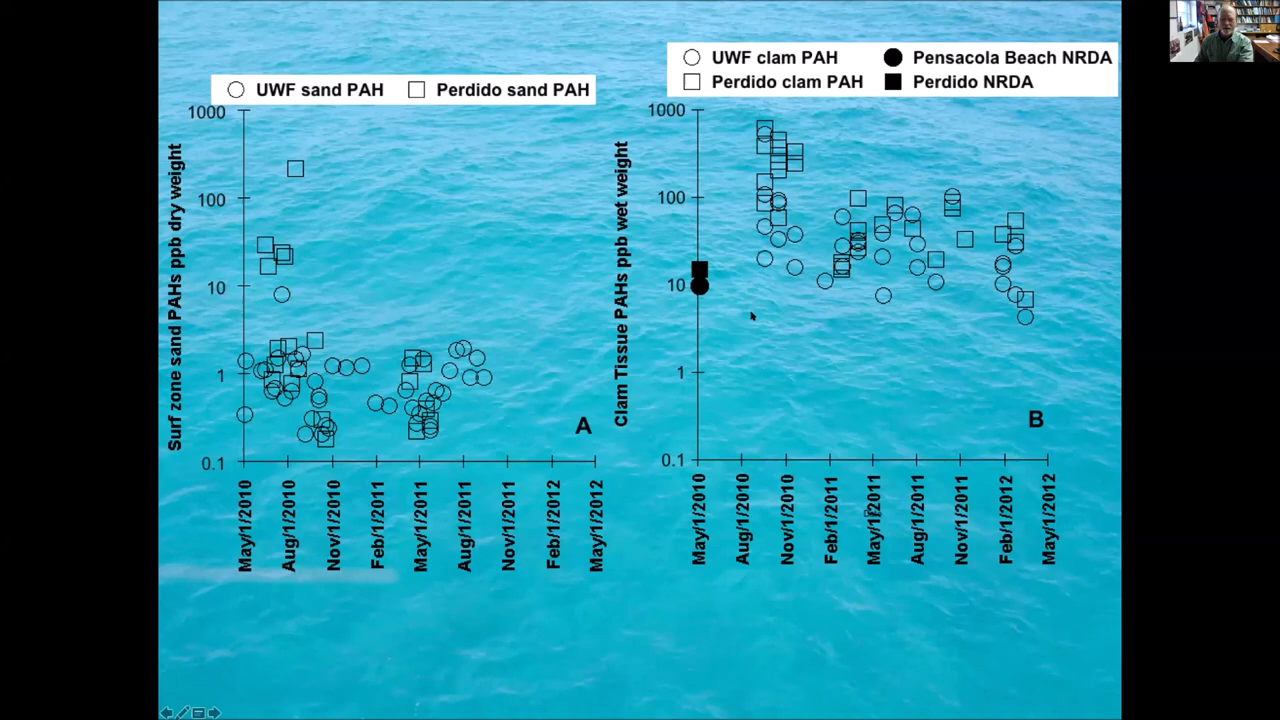 UWF sand PAH
Perdido sand PAH
Surf zone sand PAHs ppb dry weight
1000
100
10
1
0.1
A
May/1/2010
Aug/1/2010
Nov/1/2010
Feb/1/2011
May/1/2011
Aug/1/2011
Nov/1/2011
Feb/1/2012
May/1/2012
UWF clam PAH
Pensacola Beach NRDA
Perdido clam PAH
Perdido NRDA
Clam Tissue PAHs ppb wet weight
1000
100
10
1
0.1
B
May/1/2010
Aug/1/2010
Nov/1/2010
Feb/1/2011
May/1/2011
Aug/1/2011
Nov/1/2011
Feb/1/2012
May/1/2012